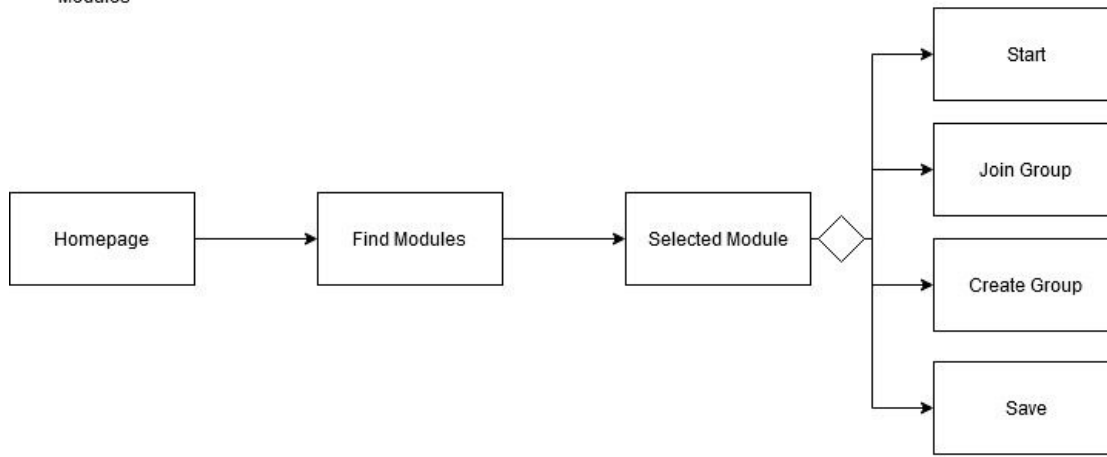 Modules
Homepage
Find Modules
Selected Module
Start
Join Group
Create Group
Save